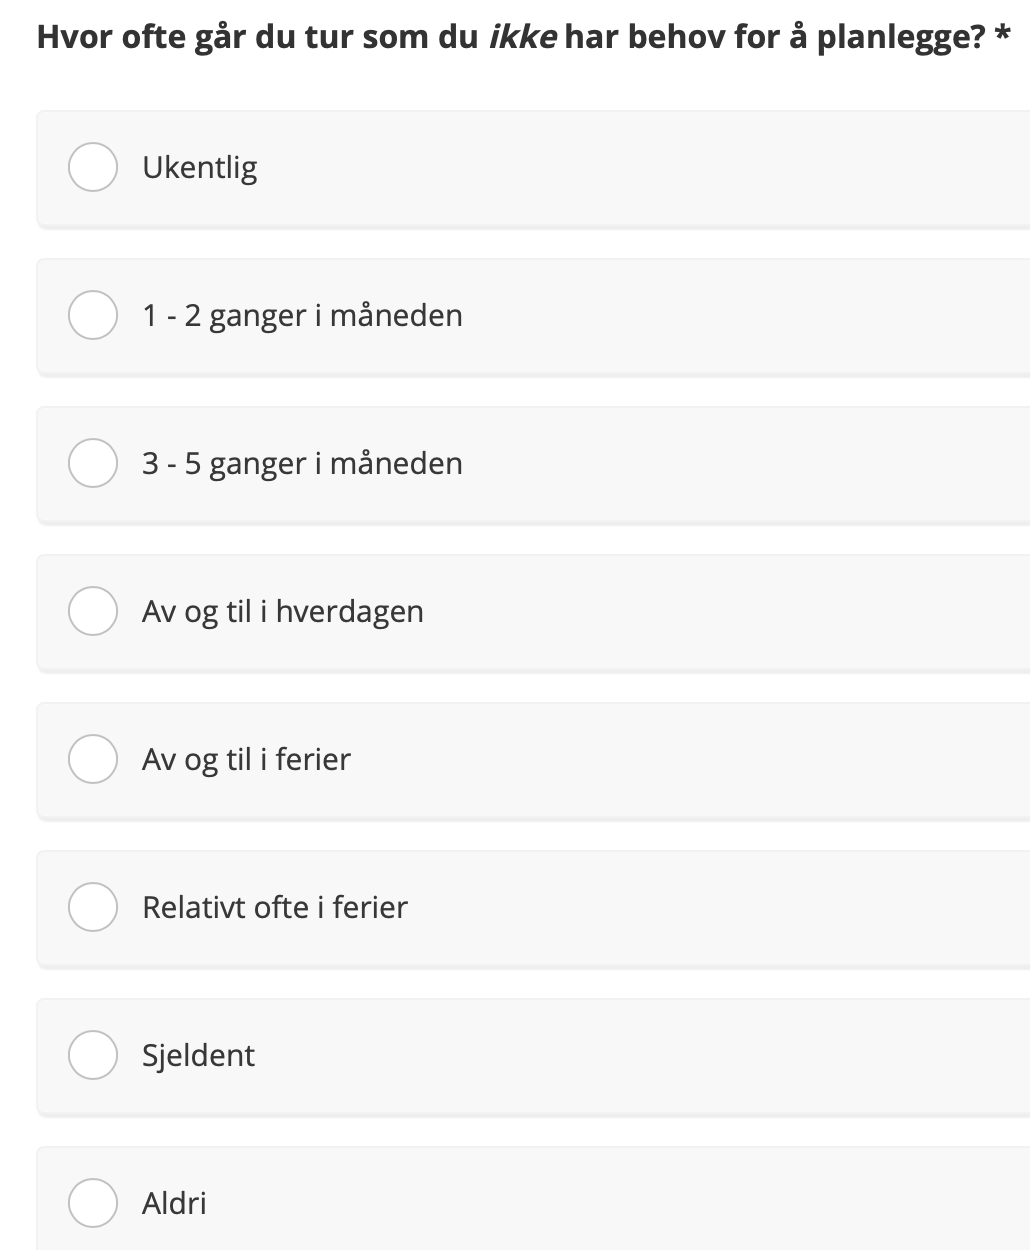 Hvor ofte går du tur som du ikke har behov for å planlegge? *
Ukentlig
1 - 2 ganger i måneden
3 - 5 ganger i måneden
Av og til i hverdagen
Av og til i ferier
Relativt ofte i ferier
Sjeldent
Aldri